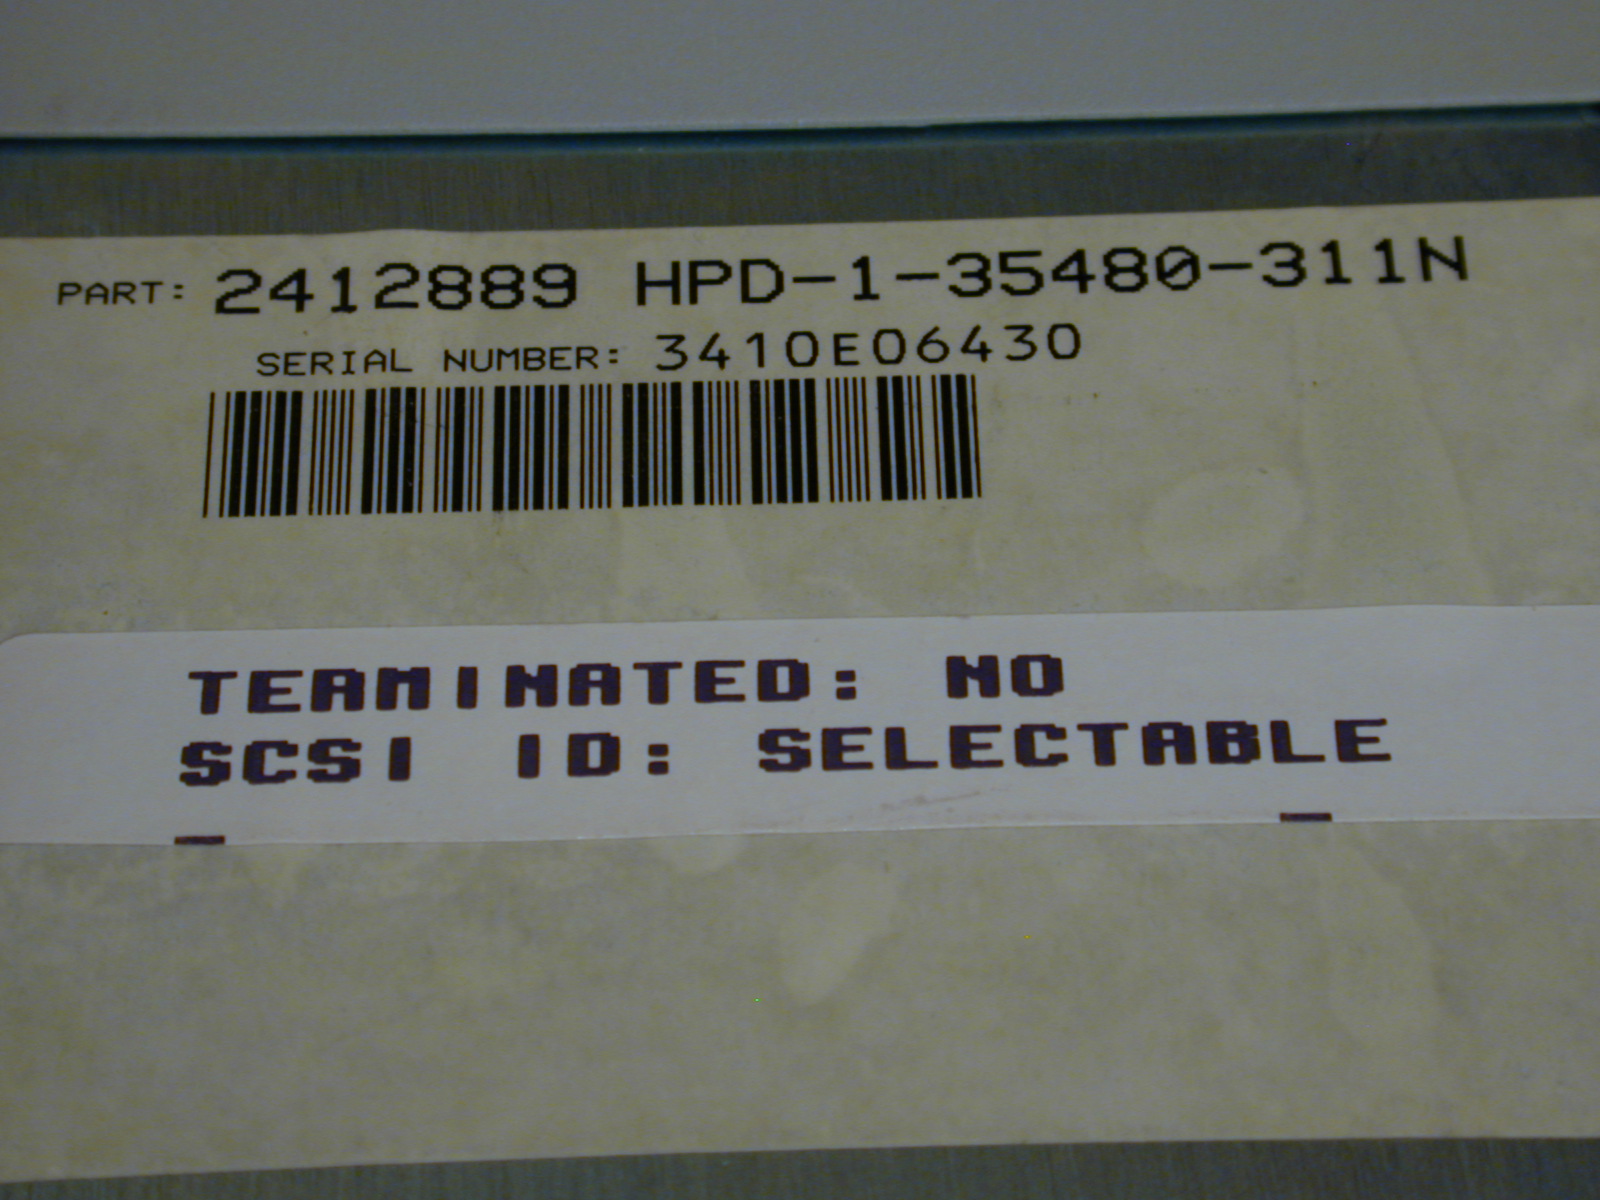 PART: 2412889 HPD-1-35480-311N
SERIAL NUMBER: 3410E06430
TERMINATED: NO
SCSI ID: SELECTABLE